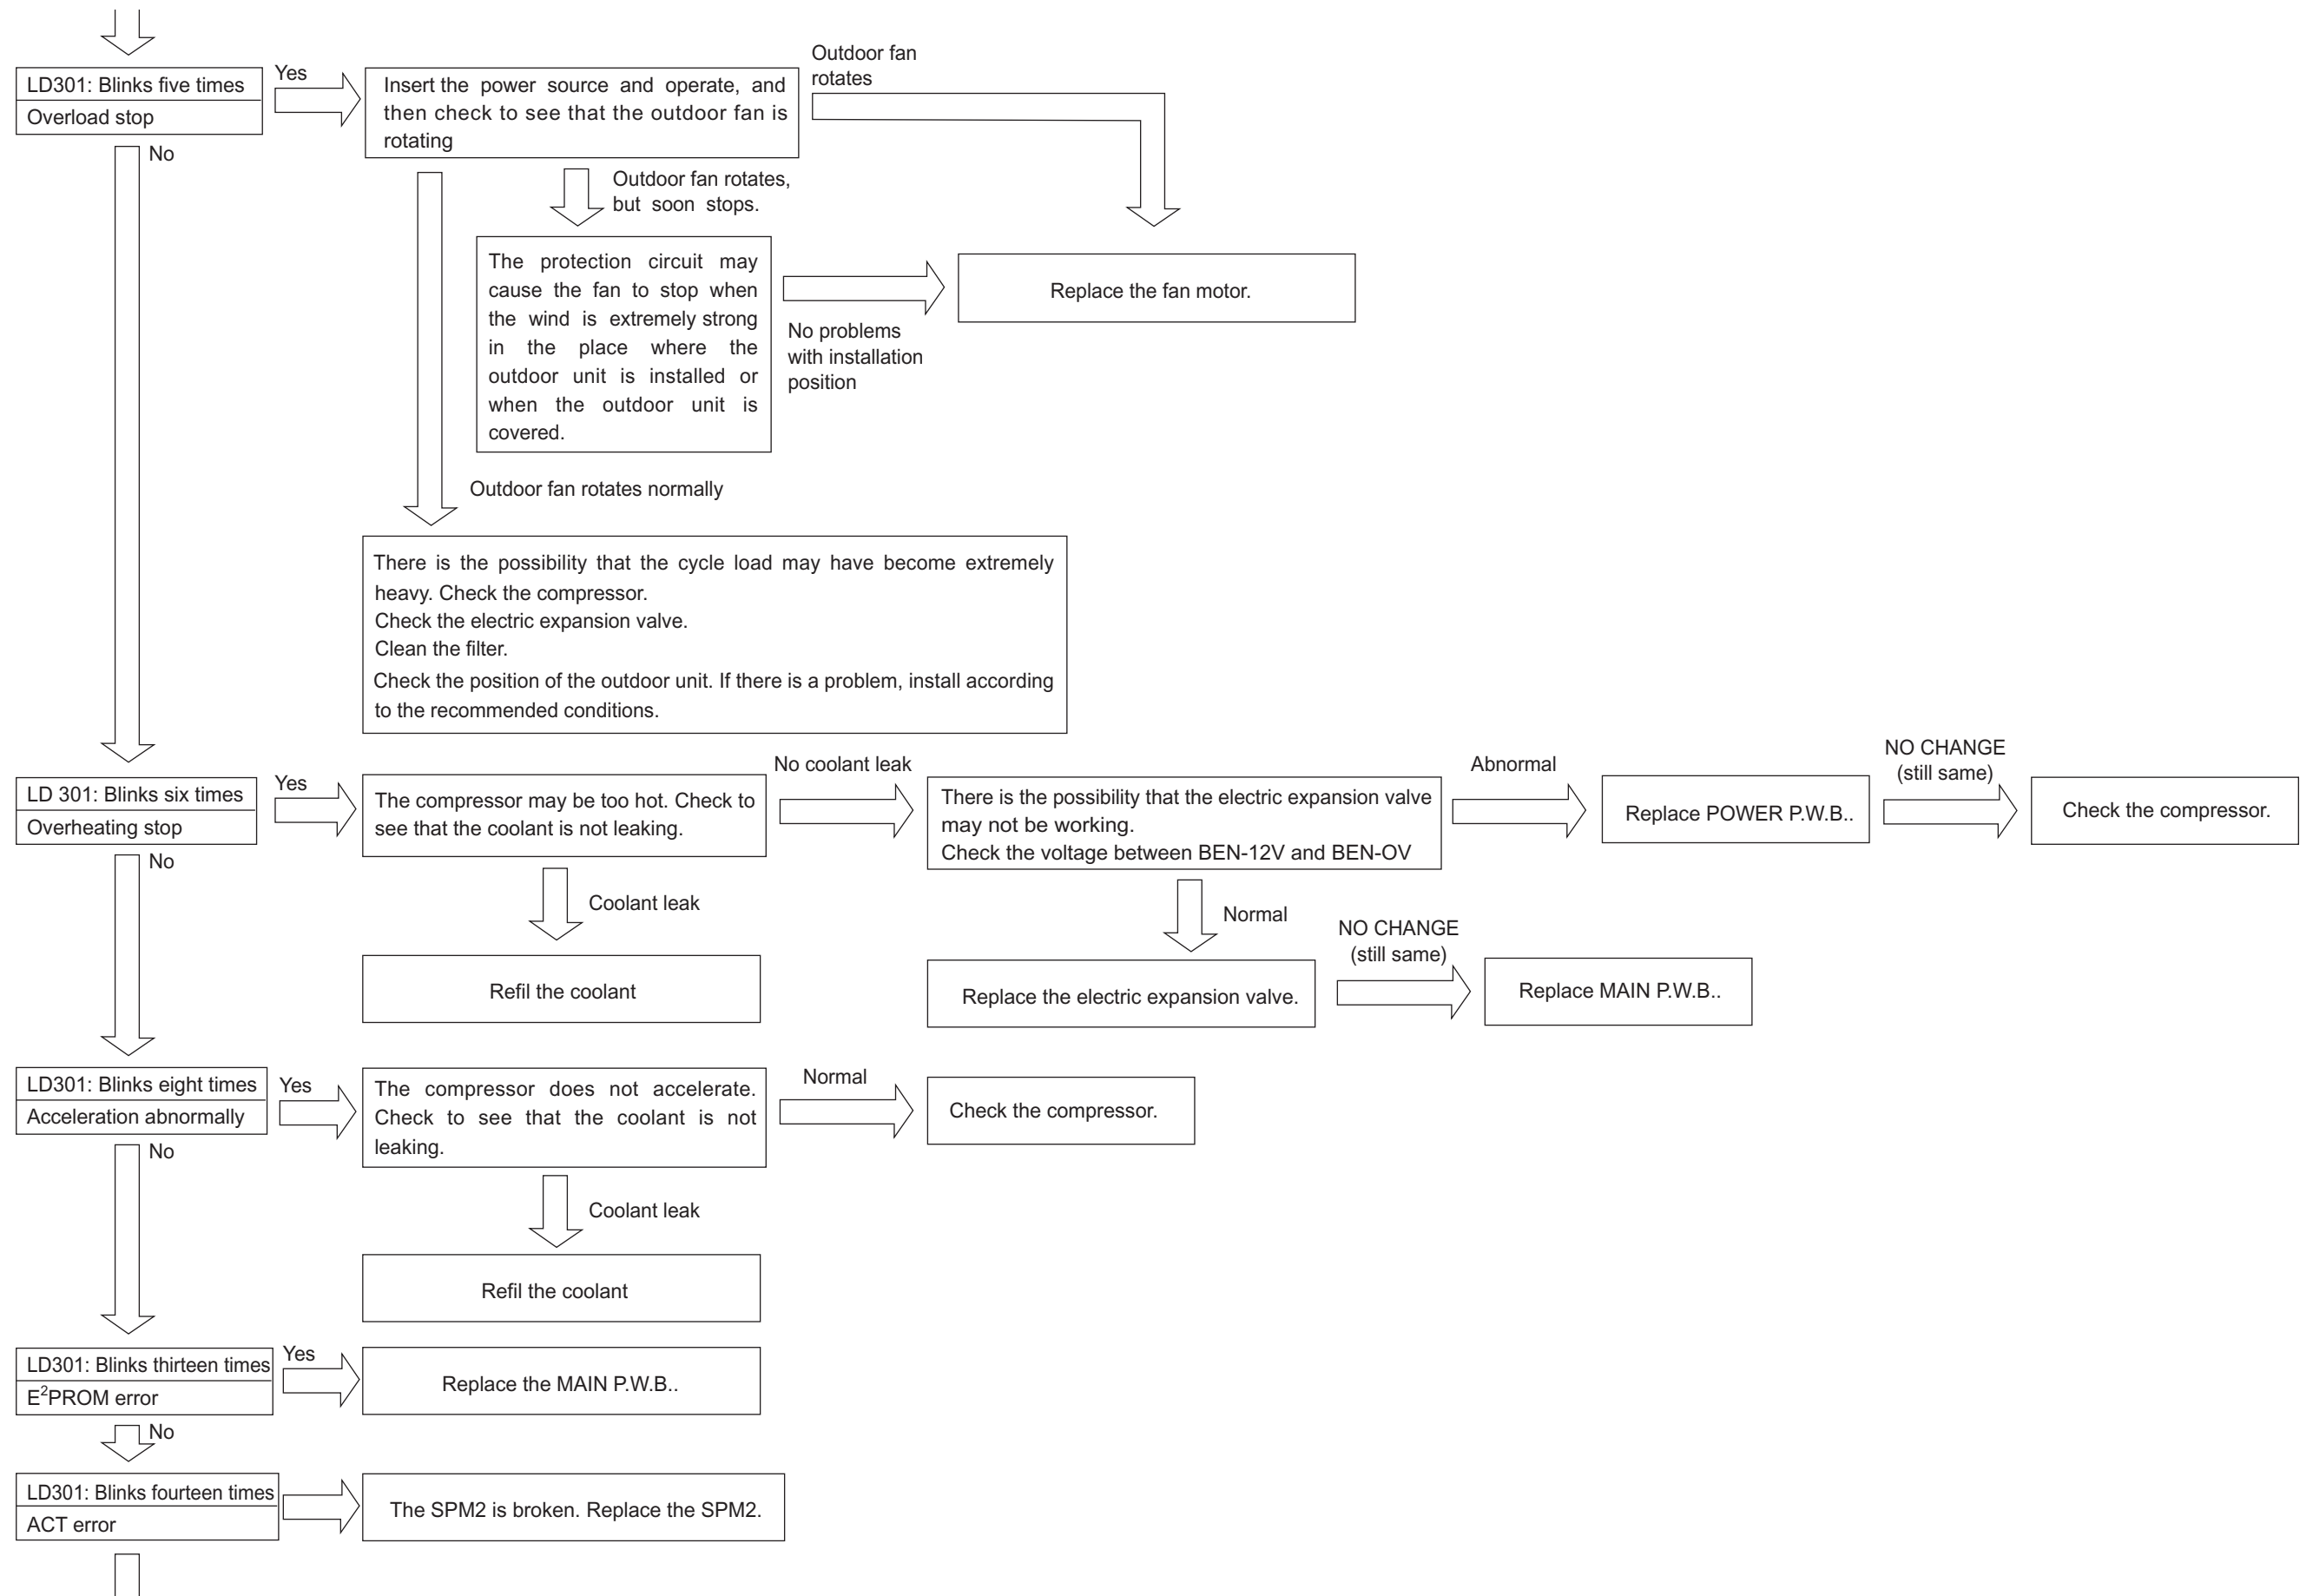 LD301: Blinks five times
Overload stop
Yes
No
Insert the power source and operate, and
then check to see that the outdoor fan is
rotating
Outdoor fan
rotates
Outdoor fan rotates,
but soon stops.
The protection circuit may
cause the fan to stop when
the wind is extremely strong
in the place where the
outdoor unit is installed or
when the outdoor unit is
covered.
No problems
with installation
position
Replace the fan motor.
Outdoor fan rotates normally
There is the possibility that the cycle load may have become extremely
heavy. Check the compressor.
Check the electric expansion valve.
Clean the filter.
Check the position of the outdoor unit. If there is a problem, install according
to the recommended conditions.
LD 301: Blinks six times
Overheating stop
Yes
No
The compressor may be too hot. Check to
see that the coolant is not leaking.
No coolant leak
There is the possibility that the electric expansion valve
may not be working.
Check the voltage between BEN-12V and BEN-OV
Abnormal
Replace POWER P.W.B..
NO CHANGE
(still same)
Check the compressor.
Coolant leak
Refil the coolant
Normal
Replace the electric expansion valve.
NO CHANGE
(still same)
Replace MAIN P.W.B..
LD301: Blinks eight times
Acceleration abnormally
Yes
No
The compressor does not accelerate.
Check to see that the coolant is not
leaking.
Normal
Check the compressor.
Coolant leak
Refil the coolant
LD301: Blinks thirteen times
E²PROM error
Yes
No
Replace the MAIN P.W.B..
LD301: Blinks fourteen times
ACT error
The SPM2 is broken. Replace the SPM2.